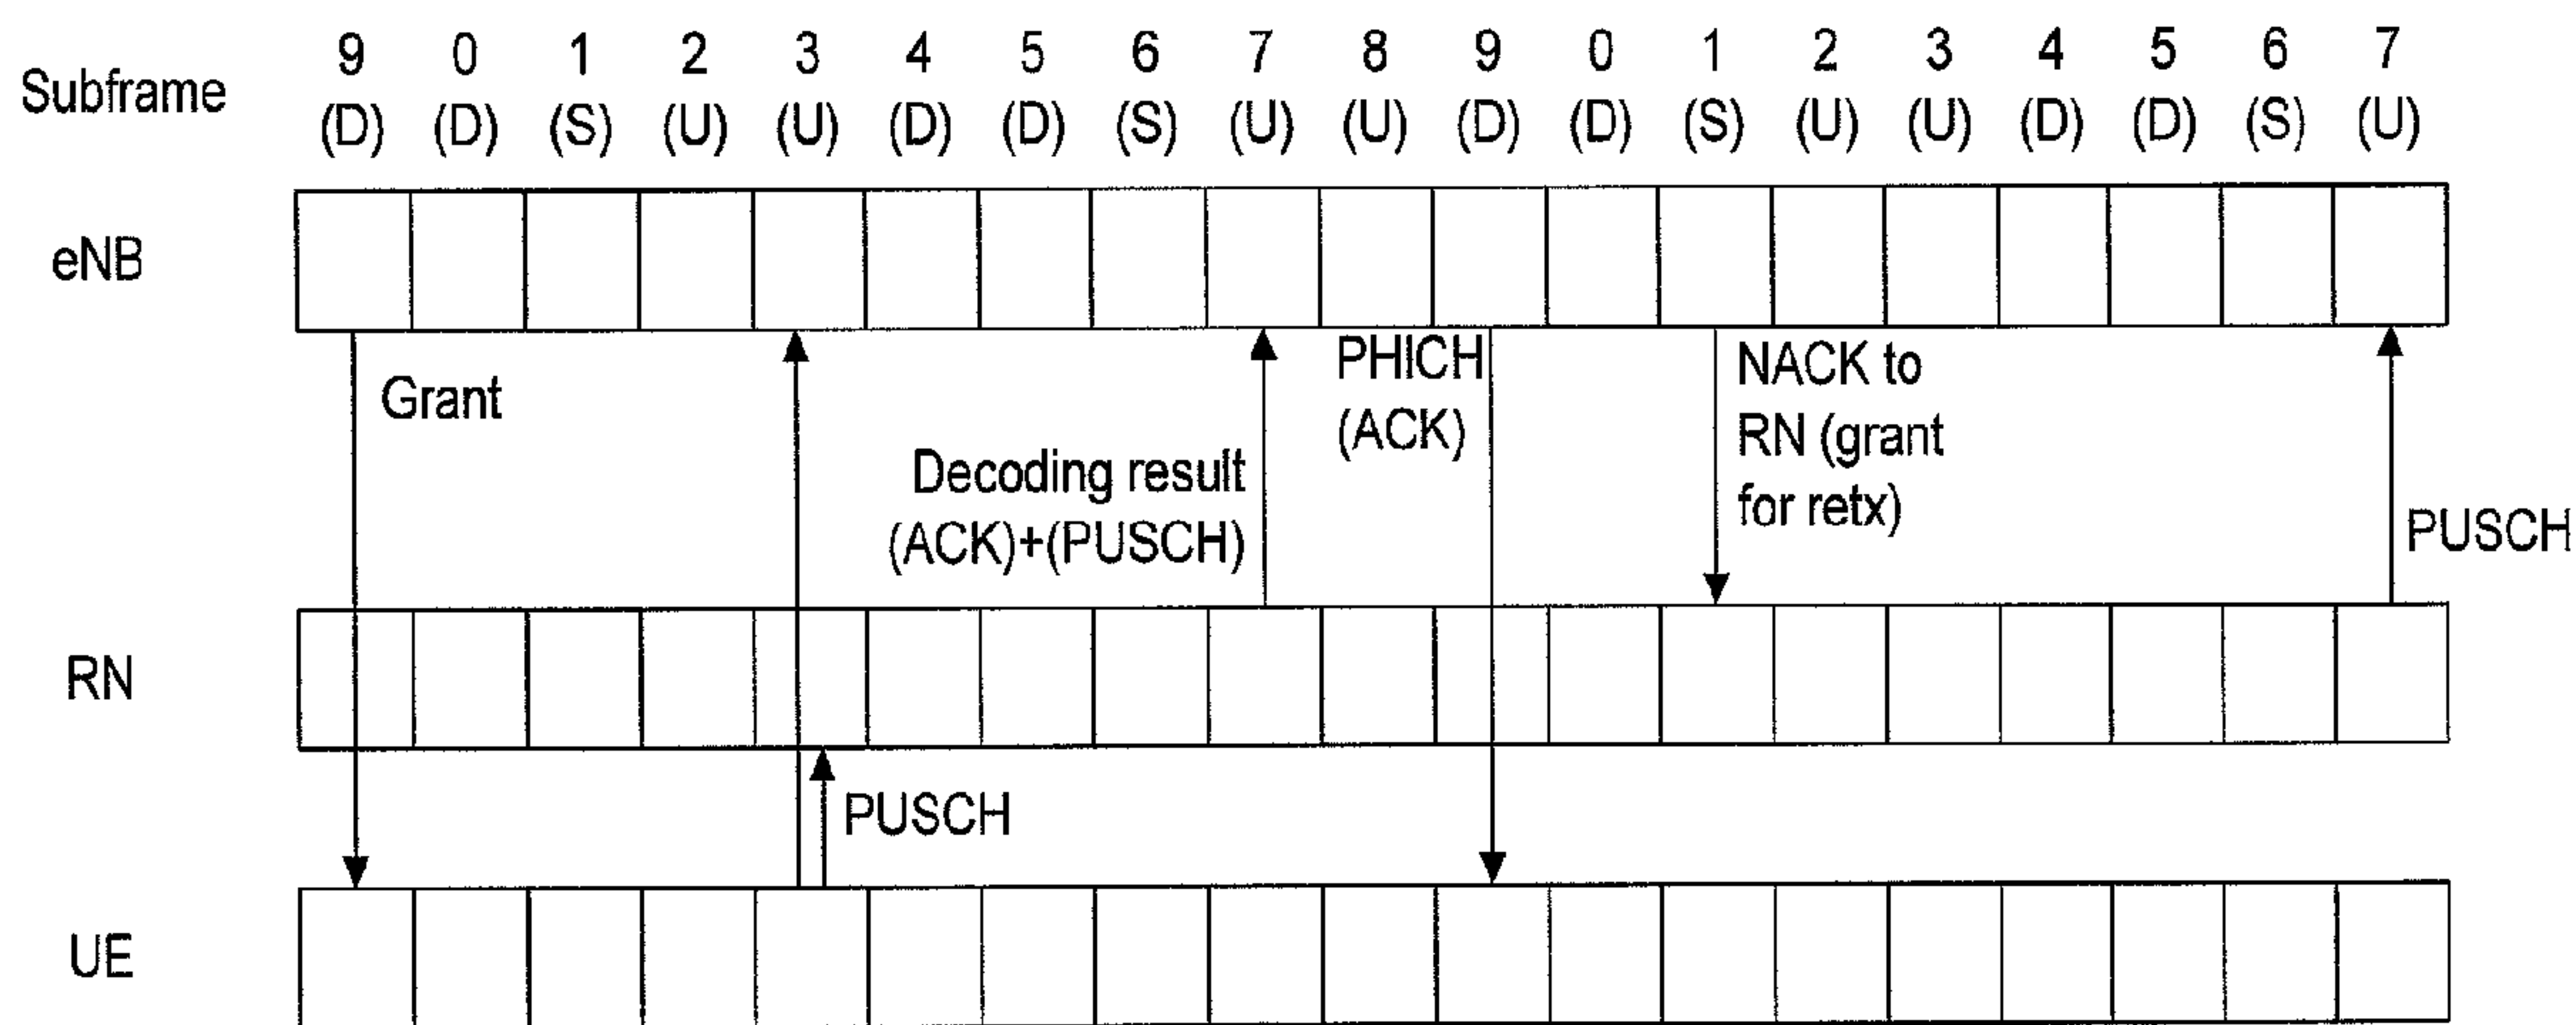 9 0 1 2 3 4 5 6 7 8 9 0 1 2 3 4 5 6 7
Subframe
(D) (D) (S) (U) (U) (D) (D) (S) (U) (U) (D) (D) (S) (U) (U) (D) (D) (S) (U)
eNB
Grant
Decoding result
(ACK)+(PUSCH)
PHICH
(ACK)
NACK to
RN (grant
for retx)
PUSCH
RN
PUSCH
UE